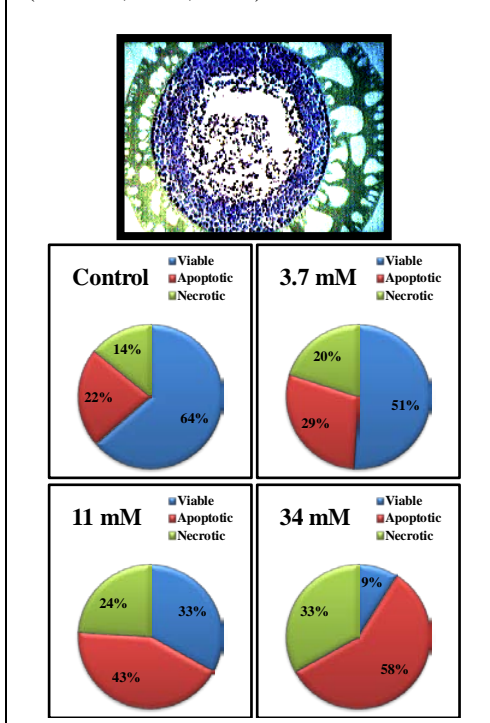 Control
Viable
Apoptotic
Necrotic
14%
22%
64%
3.7 mM
Viable
Apoptotic
Necrotic
20%
29%
51%
11 mM
Viable
Apoptotic
Necrotic
24%
33%
43%
34 mM
Viable
Apoptotic
Necrotic
9%
33%
58%